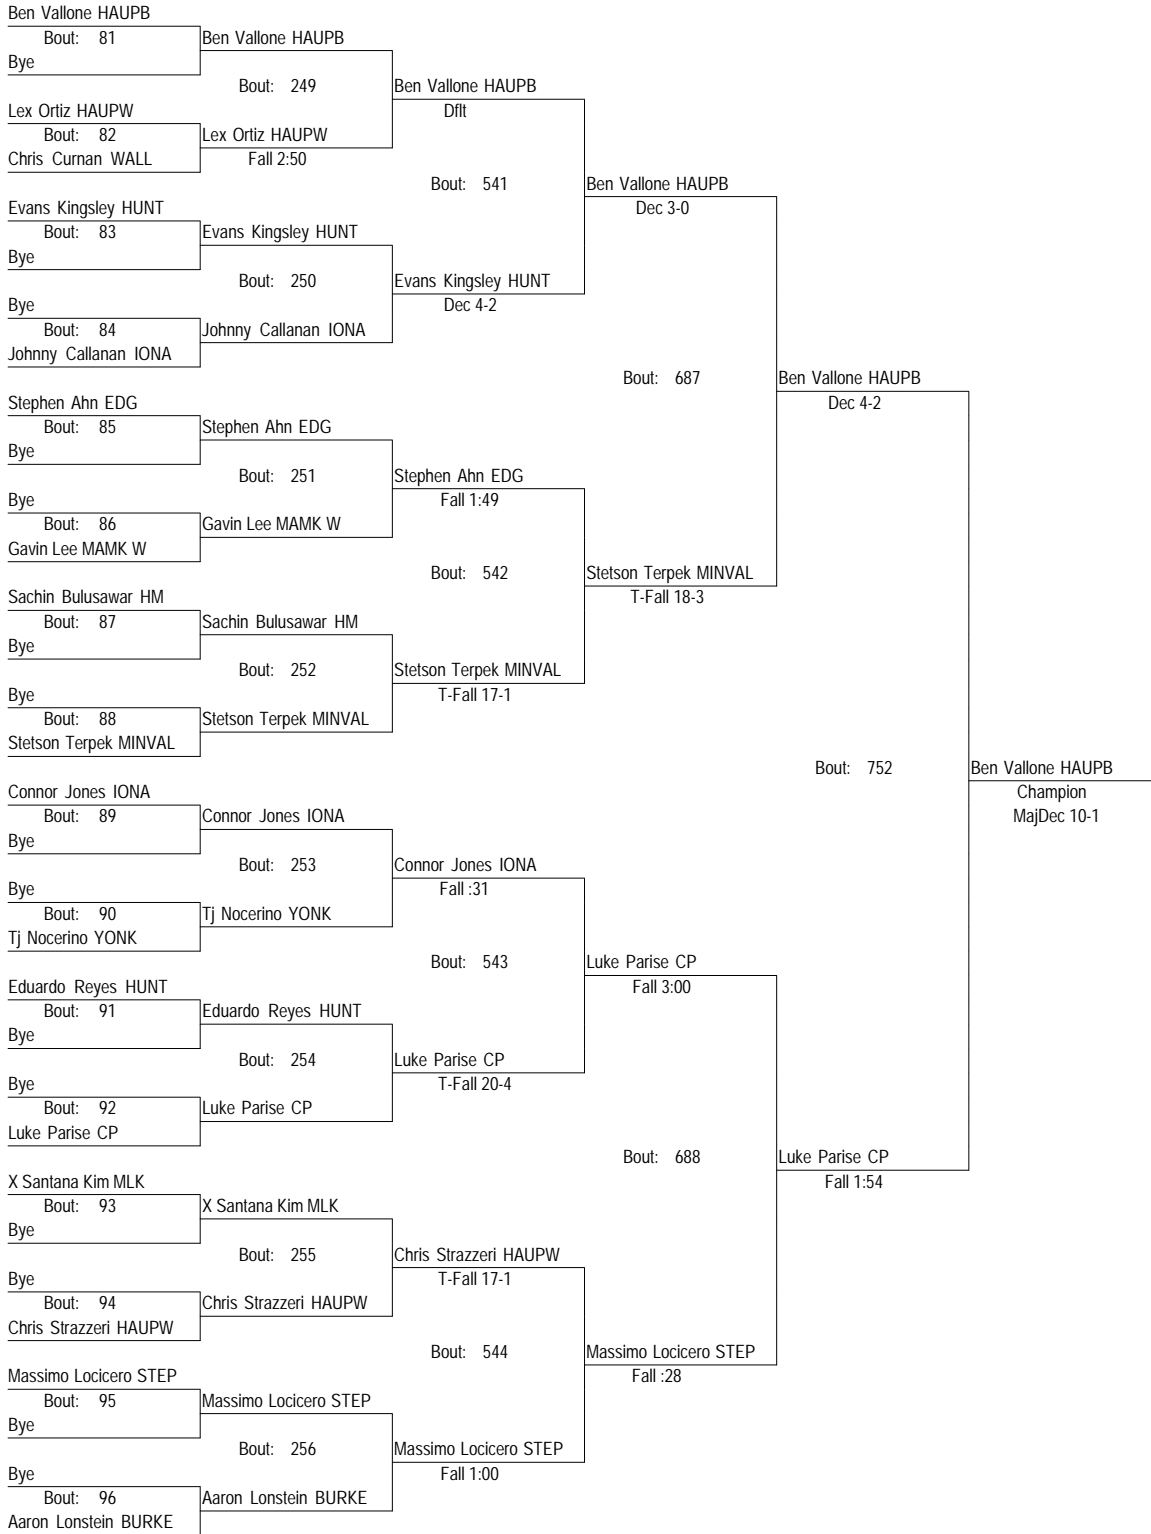 Ben Vallone HAUPB
Bout: 81
Bye
Ben Vallone HAUPB
Bout: 249
Lex Ortiz HAUPW
Bout: 82
Chris Curnan WALL
Lex Ortiz HAUPW
Fall 2:50
Ben Vallone HAUPB
Dflt
Bout: 541
Evans Kingsley HUNT
Bout: 83
Bye
Evans Kingsley HUNT
Bout: 250
Bye
Bout: 84
Johnny Callanan IONA
Johnny Callanan IONA
Evans Kingsley HUNT
Dec 4-2
Ben Vallone HAUPB
Dec 3-0
Bout: 687
Stephen Ahn EDG
Bout: 85
Bye
Stephen Ahn EDG
Bout: 251
Bye
Bout: 86
Gavin Lee MAMK W
Gavin Lee MAMK W
Stephen Ahn EDG
Fall 1:49
Bout: 542
Sachin Bulusawar HM
Bout: 87
Bye
Sachin Bulusawar HM
Bout: 252
Bye
Bout: 88
Stetson Terpek MINVAL
Stetson Terpek MINVAL
Stetson Terpek MINVAL
T-Fall 17-1
Stetson Terpek MINVAL
T-Fall 18-3
Ben Vallone HAUPB
Dec 4-2
Bout: 752
Ben Vallone HAUPB
Champion
MajDec 10-1
Connor Jones IONA
Bout: 89
Bye
Connor Jones IONA
Bout: 253
Bye
Bout: 90
Tj Nocerino YONK
Tj Nocerino YONK
Connor Jones IONA
Fall :31
Bout: 543
Eduardo Reyes HUNT
Bout: 91
Bye
Eduardo Reyes HUNT
Bout: 254
Bye
Bout: 92
Luke Parise CP
Luke Parise CP
Luke Parise CP
T-Fall 20-4
Luke Parise CP
Fall 3:00
Bout: 688
Luke Parise CP
Fall 1:54
X Santana Kim MLK
Bout: 93
Bye
X Santana Kim MLK
Bout: 255
Bye
Bout: 94
Chris Strazzeri HAUPW
Chris Strazzeri HAUPW
Chris Strazzeri HAUPW
T-Fall 17-1
Bout: 544
Massimo Locicero STEP
Fall :28
Massimo Locicero STEP
Bout: 95
Bye
Massimo Locicero STEP
Bout: 256
Bye
Bout: 96
Aaron Lonstein BURKE
Aaron Lonstein BURKE
Massimo Locicero STEP
Fall 1:00